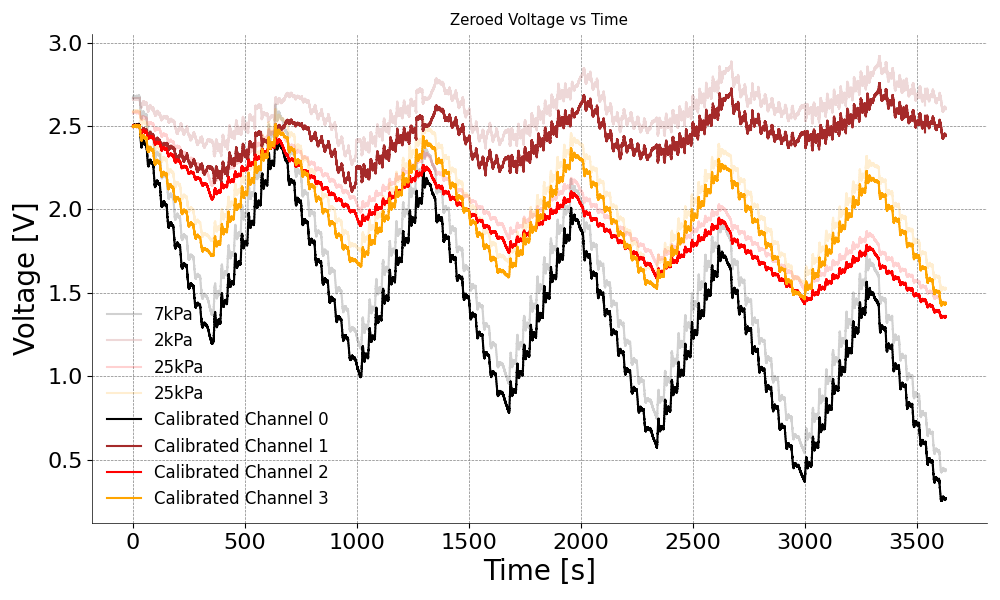 Zeroed Voltage vs Time
Voltage [V]
3.0
2.5
2.0
1.5
1.0
0.5
7kPa
2kPa
25kPa
25kPa
Calibrated Channel 0
Calibrated Channel 1
Calibrated Channel 2
Calibrated Channel 3
0 500 1000 1500 2000 2500 3000 3500
Time [s]